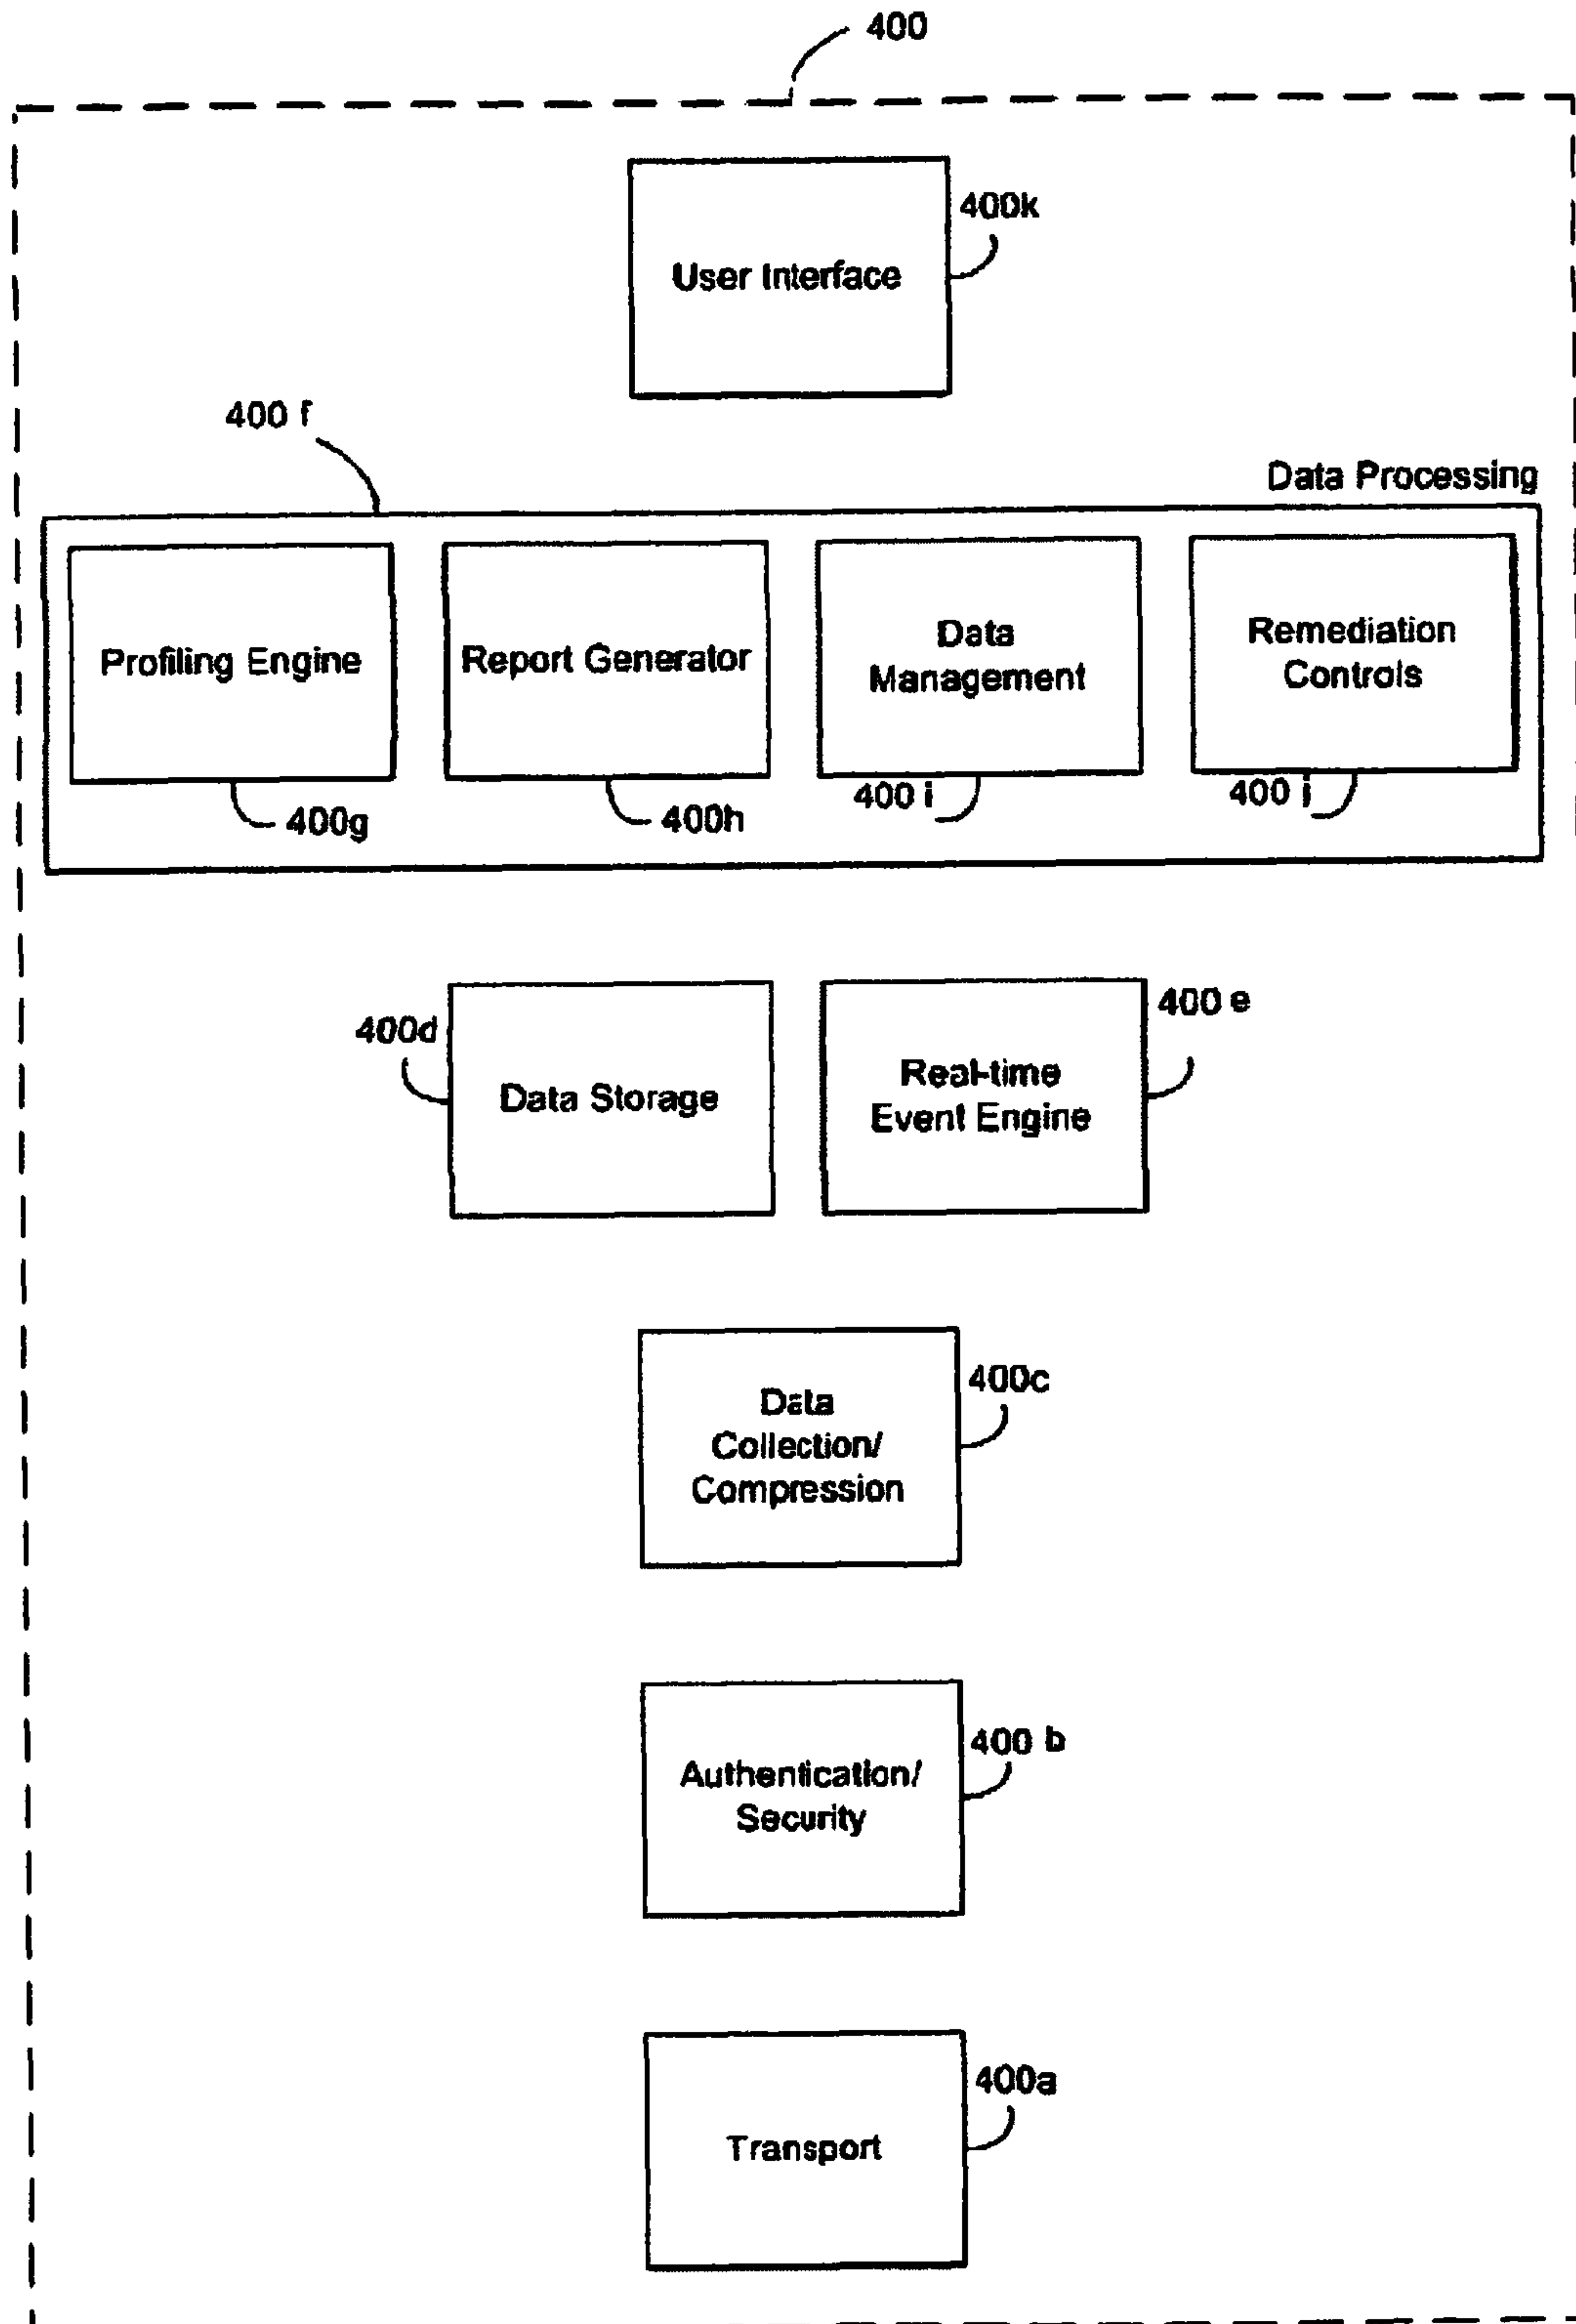 400
400k
User Interface
400 f
Data Processing
Profiling Engine
Report Generator
Data
Management
Remediation
Controls
400g
400h
400 i
400 j
400d
Data Storage
400 e
Real-time
Event Engine
400c
Data
Collection/
Compression
400 b
Authentication/
Security
400a
Transport